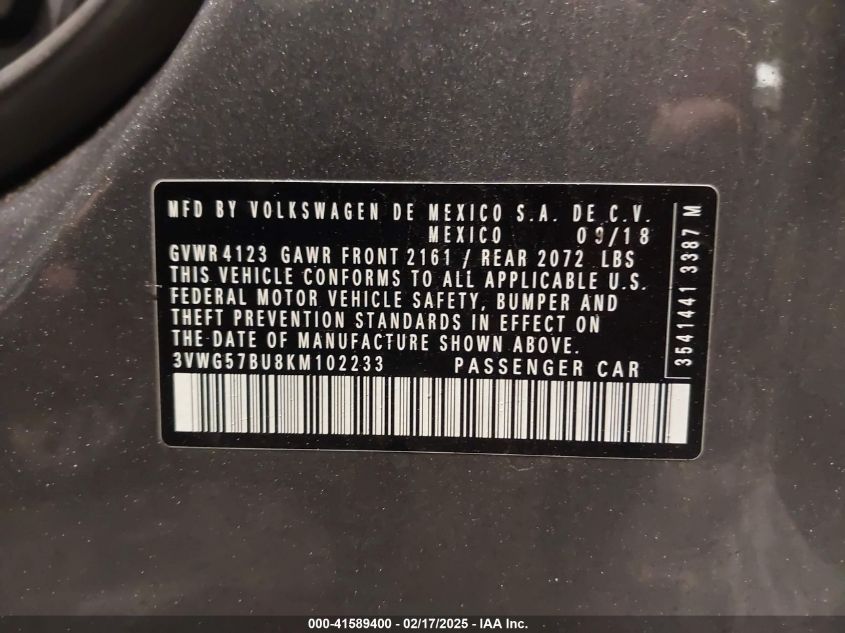 MFD BY VOLKSWAGEN DE MEXICO S.A. DE C.V.
MEXICO 09/18
GVWR 4123 GAWR FRONT 2161 / REAR 2072 LBS
THIS VEHICLE CONFORMS TO ALL APPLICABLE U.S.
FEDERAL MOTOR VEHICLE SAFETY, BUMPER AND
THEFT PREVENTION STANDARDS IN EFFECT ON
THE DATE OF MANUFACTURE SHOWN ABOVE.
3VWG57BU8KM102233 PASSENGER CAR
3541441 3387 M
000-41589400 - 02/17/2025 - IAA Inc.